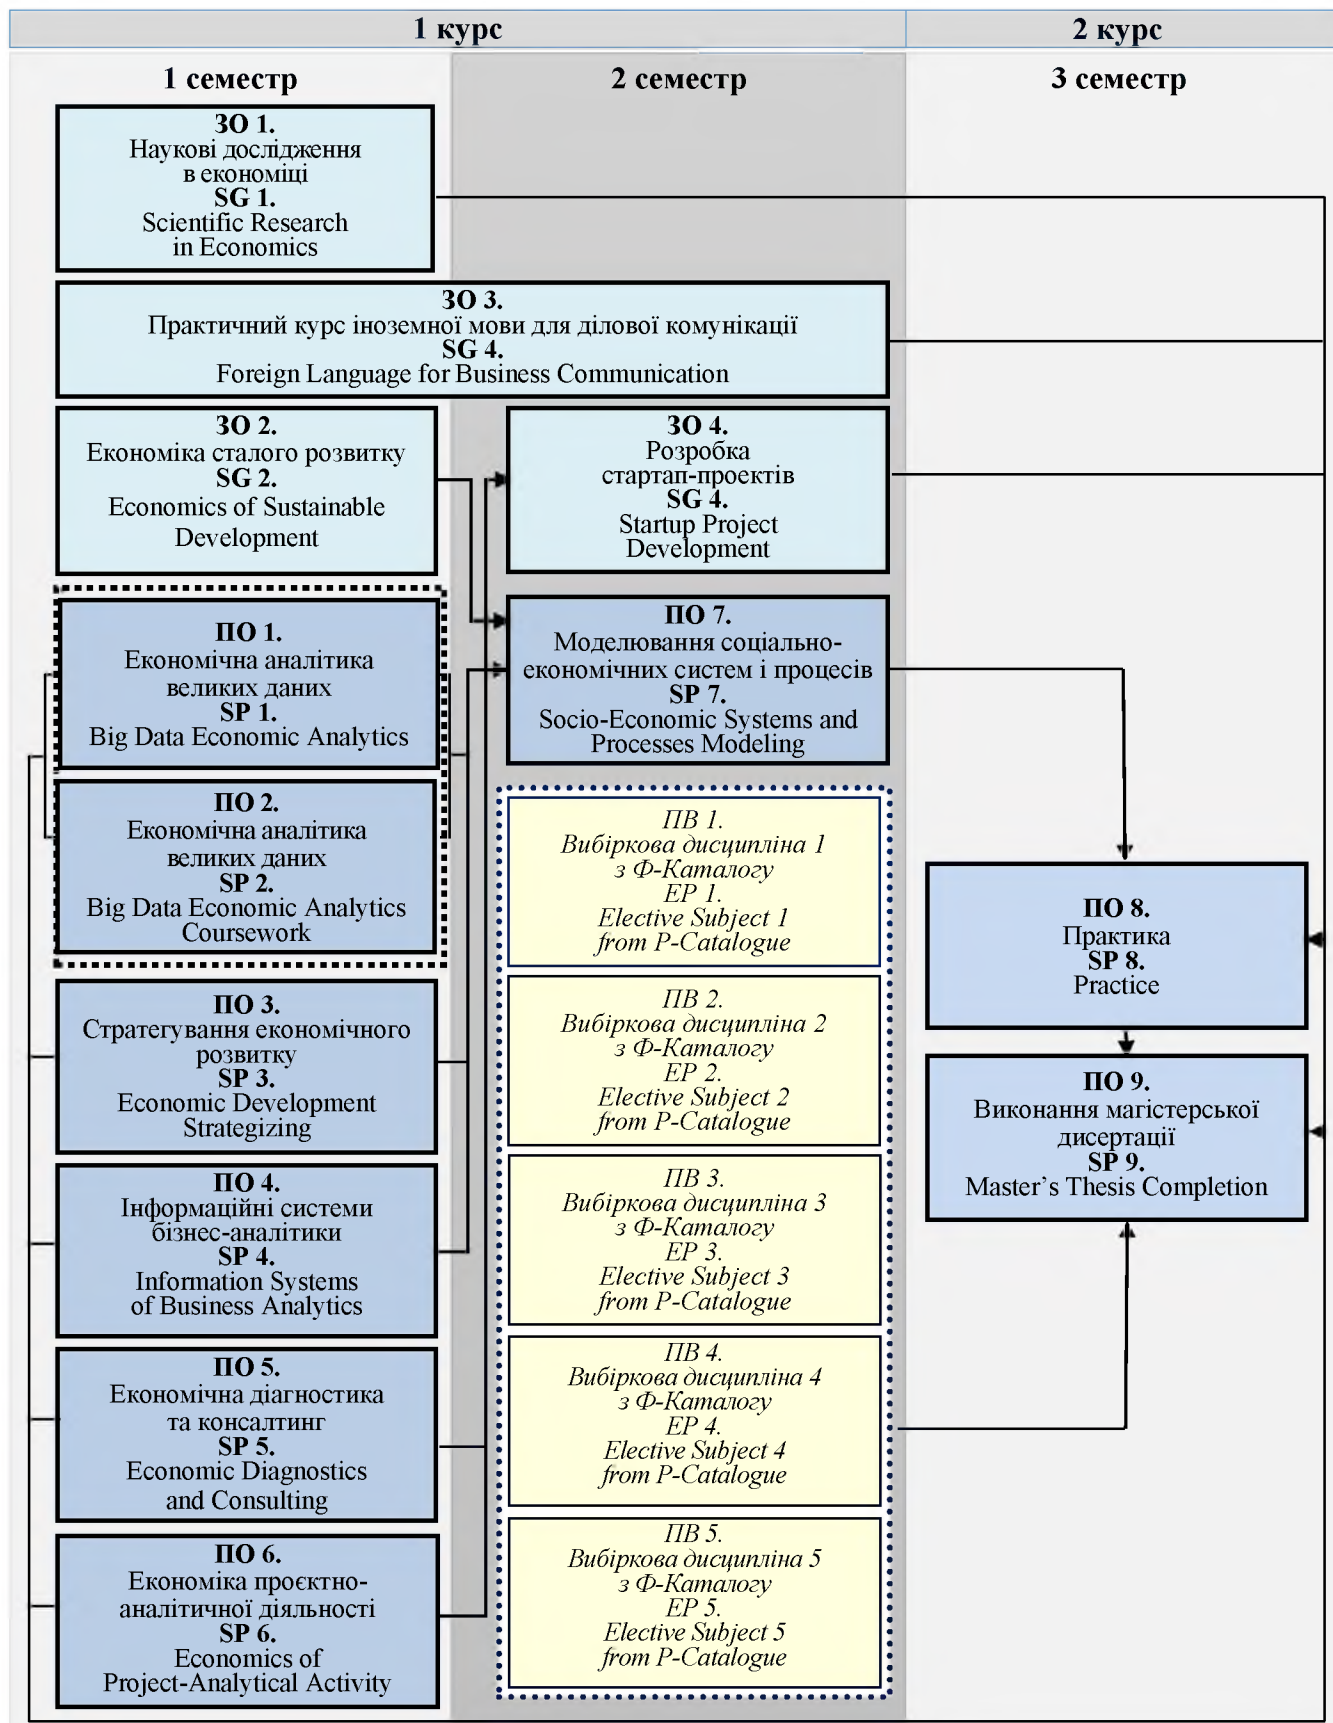 1 курс
2 курс
1 семестр
2 семестр
3 семестр
ЗО 1.
Наукові дослідження
в економіці
SG 1.
Scientific Research
in Economics
ЗО 3.
Практичний курс іноземної мови для ділової комунікації
SG 4.
Foreign Language for Business Communication
ЗО 2.
Економіка сталого розвитку
SG 2.
Economics of Sustainable
Development
ЗО 4.
Розробка
стартап-проектів
SG 4.
Startup Project
Development
ПО 1.
Економічна аналітика
великих даних
SP 1.
Big Data Economic Analytics
ПО 2.
Економічна аналітика
великих даних
SP 2.
Big Data Economic Analytics
Coursework
ПО 3.
Стратегування економічного
розвитку
SP 3.
Economic Development
Strategizing
ПО 4.
Інформаційні системи
бізнес-аналітики
SP 4.
Information Systems
of Business Analytics
ПО 5.
Економічна діагностика
та консалтинг
SP 5.
Economic Diagnostics
and Consulting
ПО 6.
Економіка проєктно-
аналітичної діяльності
SP 6.
Economics of
Project-Analytical Activity
ПО 7.
Моделювання соціально-
економічних систем і процесів
SP 7.
Socio-Economic Systems and
Processes Modeling
ПВ 1.
Вибіркова дисципліна 1
з Ф-Каталогу
EP 1.
Elective Subject 1
from P-Catalogue
ПВ 2.
Вибіркова дисципліна 2
з Ф-Каталогу
EP 2.
Elective Subject 2
from P-Catalogue
ПВ 3.
Вибіркова дисципліна 3
з Ф-Каталогу
EP 3.
Elective Subject 3
from P-Catalogue
ПВ 4.
Вибіркова дисципліна 4
з Ф-Каталогу
EP 4.
Elective Subject 4
from P-Catalogue
ПВ 5.
Вибіркова дисципліна 5
з Ф-Каталогу
EP 5.
Elective Subject 5
from P-Catalogue
ПО 8.
Практика
SP 8.
Practice
ПО 9.
Виконання магістерської
дисертації
SP 9.
Master’s Thesis Completion